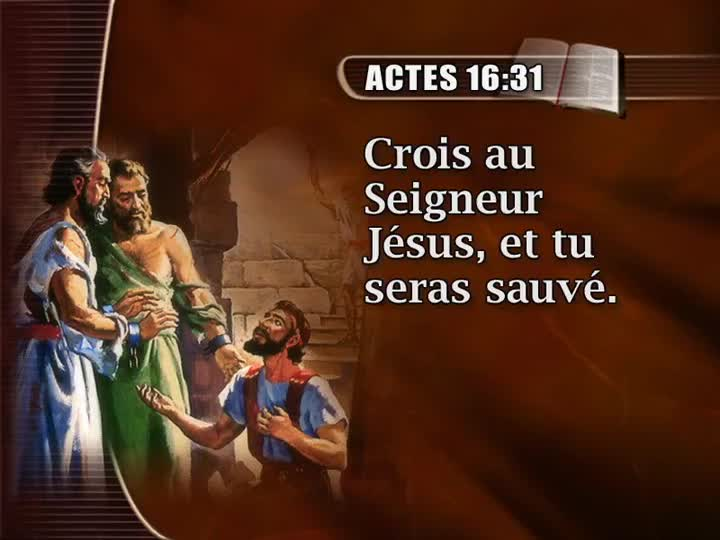 ACTES 16:31
Crois au
Seigneur
Jésus, et tu
seras sauvé.